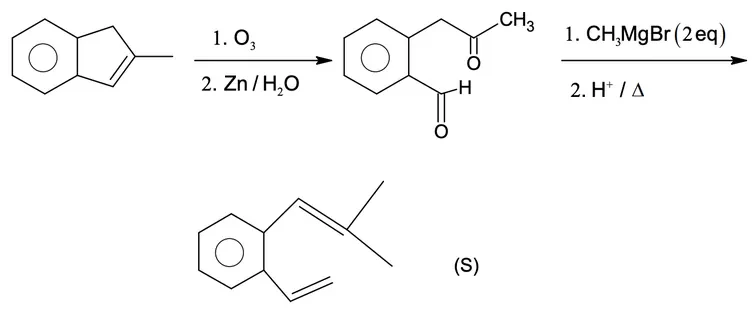 1. O₃
2. Zn / H₂O
CH₃
O
H
O
1. CH₃MgBr (2 eq)
2. H⁺ / Δ
(S)